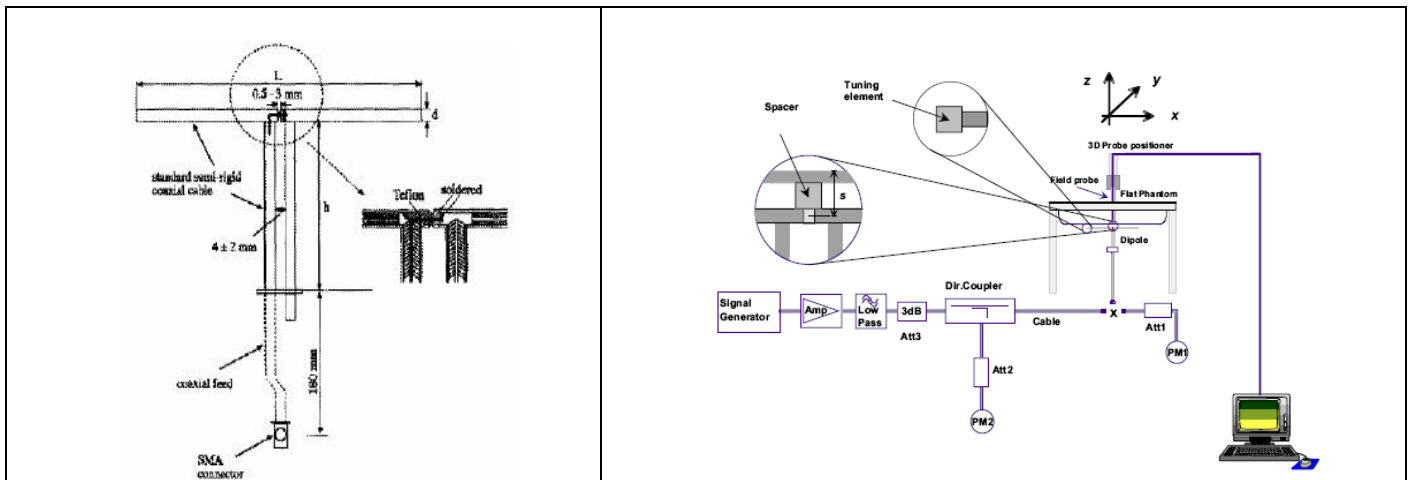 L
0.5-3 mm
d
standard semi-rigid
coaxial cable
Teflon
soldered
h
4 ± 2 mm
180 mm
coaxial feed
SMA
connector
Tuning
element
Spacer
s
z
y
x
3D Probe positioner
Field probe
Flat Phantom
Dipole
Signal
Generator
Amp
Low
Pass
3dB
Att3
Dir.Coupler
Cable
x
Att1
PM1
Att2
PM2